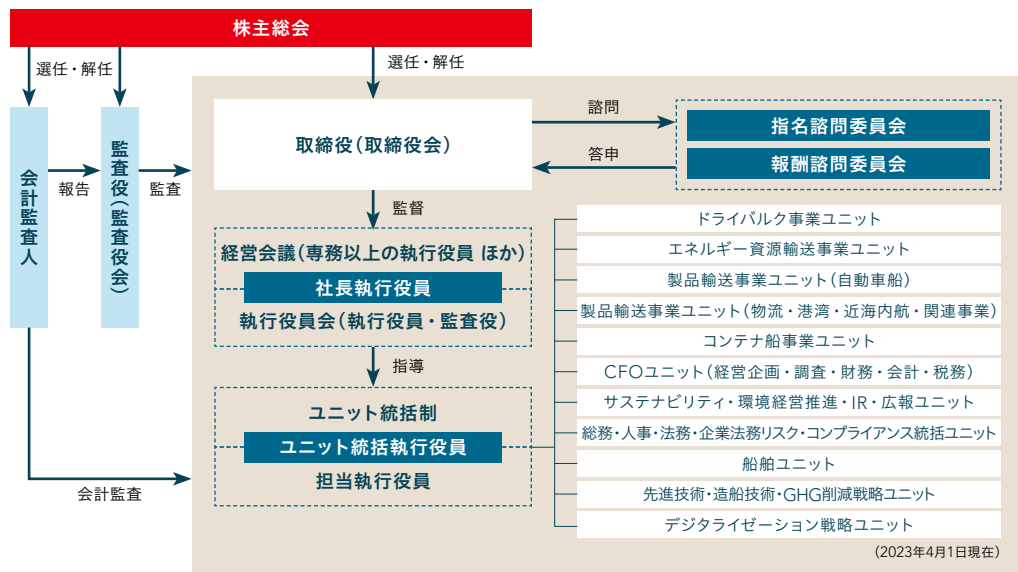 株主総会
選任・解任
選任・解任
会計監査人
報告
監査役(監査役会)
監査
取締役(取締役会)
諮問
答申
指名諮問委員会
報酬諮問委員会
監督
経営会議(専務以上の執行役員 ほか)
社長執行役員
執行役員会(執行役員・監査役)
指導
ユニット統括制
ユニット統括執行役員
担当執行役員
会計監査
ドライバルク事業ユニット
エネルギー資源輸送事業ユニット
製品輸送事業ユニット(自動車船)
製品輸送事業ユニット(物流・港湾・近海内航・関連事業)
コンテナ船事業ユニット
CFOユニット(経営企画・調査・財務・会計・税務)
サステナビリティ・環境経営推進・IR・広報ユニット
総務・人事・法務・企業法務リスク・コンプライアンス統括ユニット
船舶ユニット
先進技術・造船技術・GHG削減戦略ユニット
デジタライゼーション戦略ユニット
(2023年4月1日現在)